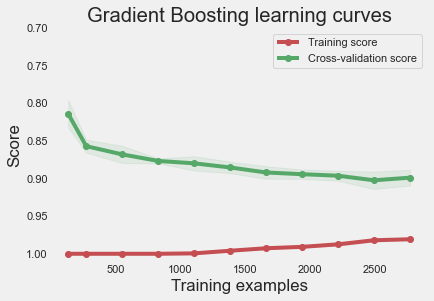 Gradient Boosting learning curves
0.70
Training score
Cross-validation score
0.75
0.80
0.85
0.90
0.95
1.00
Score
500 1000 1500 2000 2500
Training examples